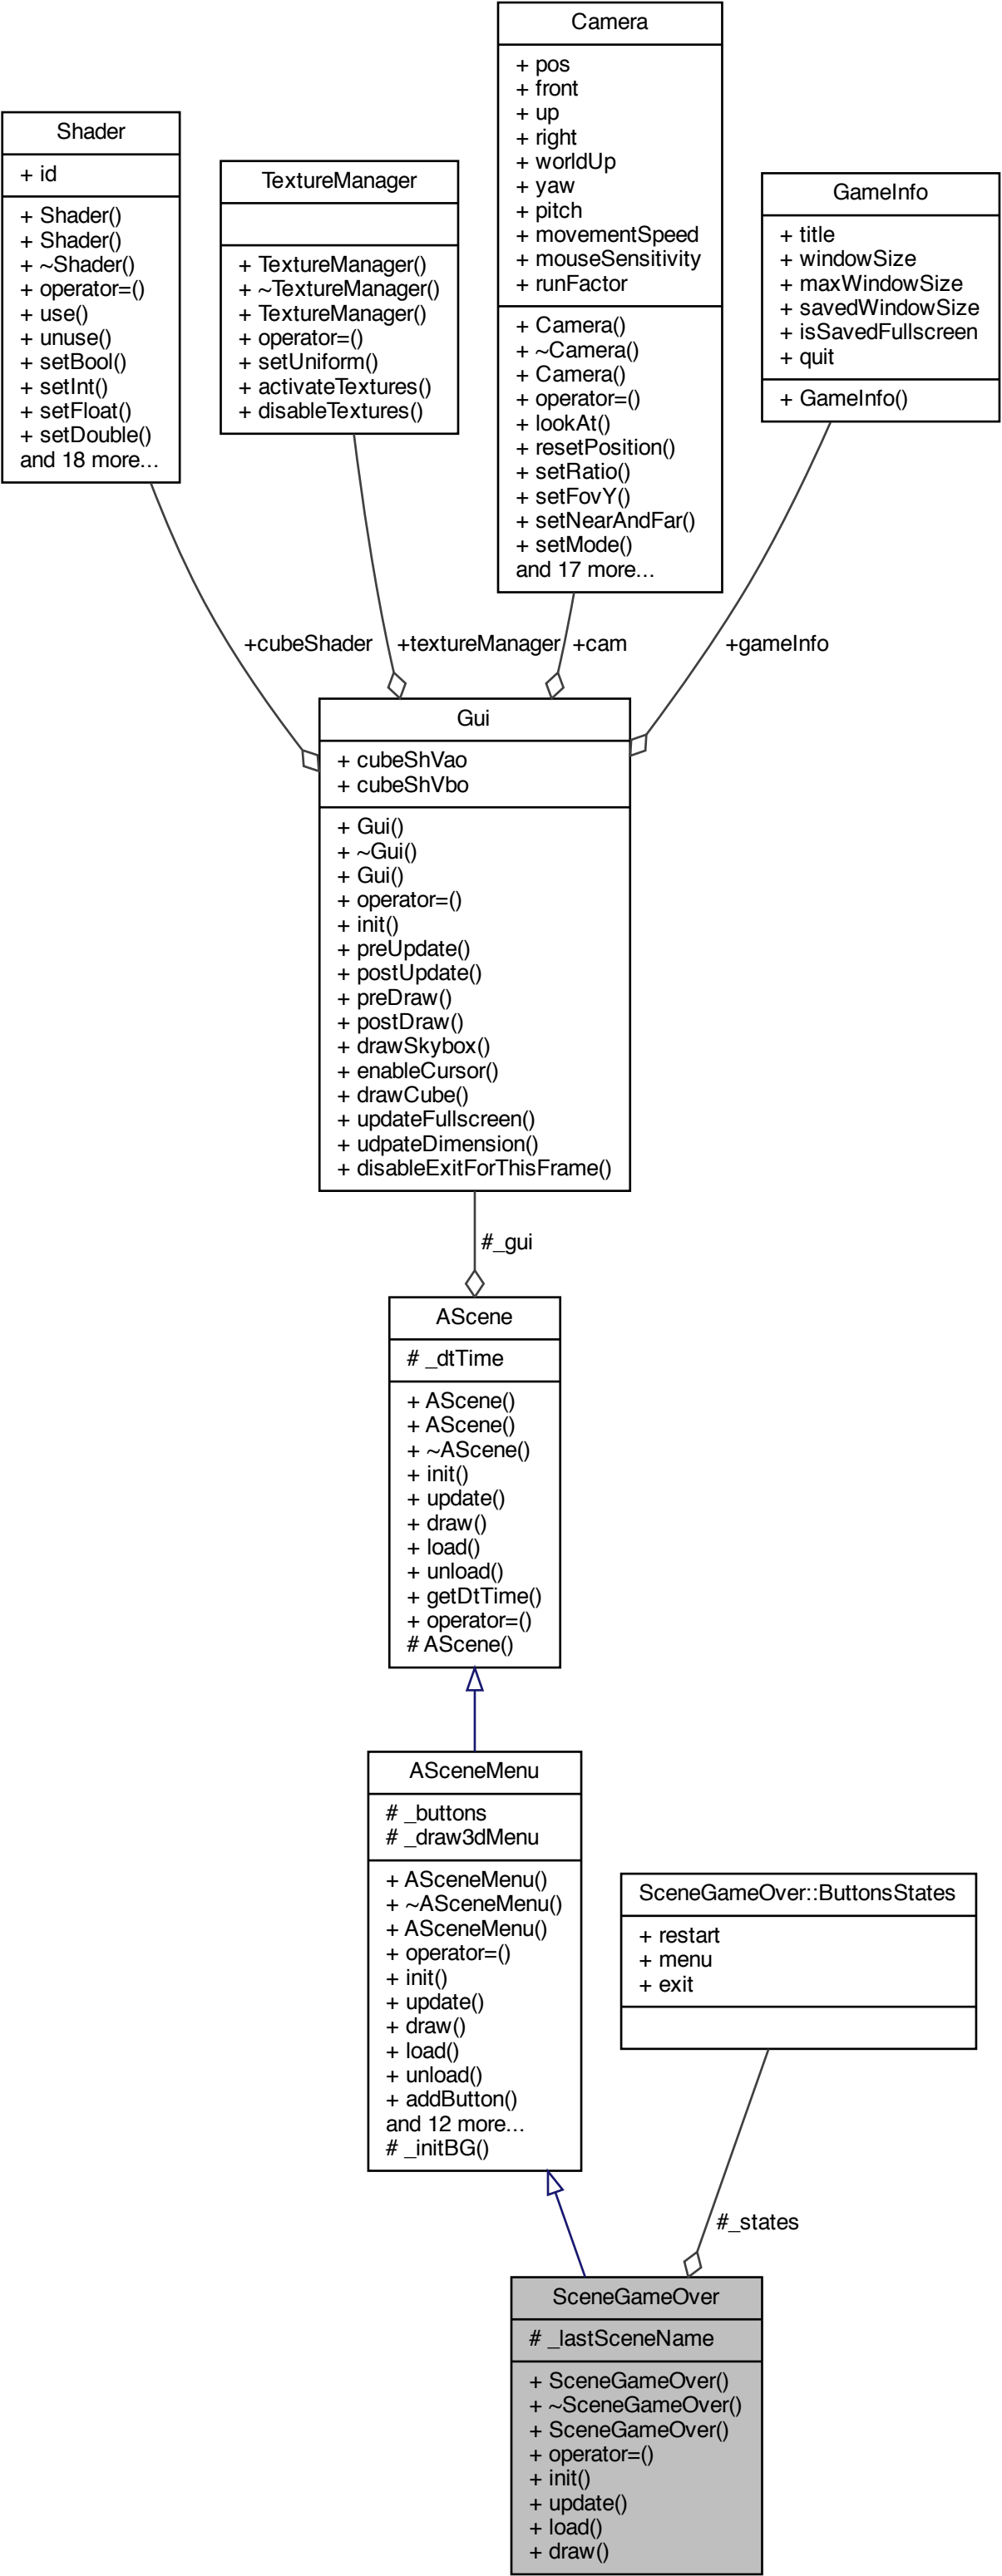 Camera
+ pos
+ front
+ up
+ right
+ worldUp
+ yaw
+ pitch
+ movementSpeed
+ mouseSensitivity
+ runFactor
+ Camera()
+ ~Camera()
+ Camera()
+ operator=()
+ lookAt()
+ resetPosition()
+ setRatio()
+ setFovY()
+ setNearAndFar()
+ setMode()
and 17 more...
Shader
+ id
+ Shader()
+ Shader()
+ ~Shader()
+ operator=()
+ use()
+ unuse()
+ setBool()
+ setInt()
+ setFloat()
+ setDouble()
and 18 more...
TextureManager
+ TextureManager()
+ ~TextureManager()
+ TextureManager()
+ operator=()
+ setUniform()
+ activateTextures()
+ disableTextures()
GameInfo
+ title
+ windowSize
+ maxWindowSize
+ savedWindowSize
+ isSavedFullscreen
+ quit
+ GameInfo()
+cubeShader
+textureManager
+cam
+gameInfo
Gui
+ cubeShVao
+ cubeShVbo
+ Gui()
+ ~Gui()
+ Gui()
+ operator=()
+ init()
+ preUpdate()
+ postUpdate()
+ preDraw()
+ postDraw()
+ drawSkybox()
+ enableCursor()
+ drawCube()
+ updateFullscreen()
+ udpateDimension()
+ disableExitForThisFrame()
#_gui
AScene
# _dtTime
+ AScene()
+ AScene()
+ ~AScene()
+ init()
+ update()
+ draw()
+ load()
+ unload()
+ getDtTime()
+ operator=()
# AScene()
ASceneMenu
# _buttons
# _draw3dMenu
+ ASceneMenu()
+ ~ASceneMenu()
+ ASceneMenu()
+ operator=()
+ init()
+ update()
+ draw()
+ load()
+ unload()
+ addButton()
and 12 more...
# _initBG()
SceneGameOver::ButtonsStates
+ restart
+ menu
+ exit
#_states
SceneGameOver
# _lastSceneName
+ SceneGameOver()
+ ~SceneGameOver()
+ SceneGameOver()
+ operator=()
+ init()
+ update()
+ load()
+ draw()